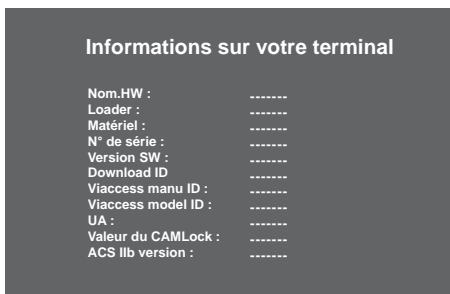 Informations sur votre terminal
Nom.HW : -------
Loader : -------
Matériel : -------
N° de série : -------
Version SW : -------
Download ID -------
Viaccess manu ID : -------
Viaccess model ID : -------
UA : -------
Valeur du CAMLock : -------
ACS IIb version : -------